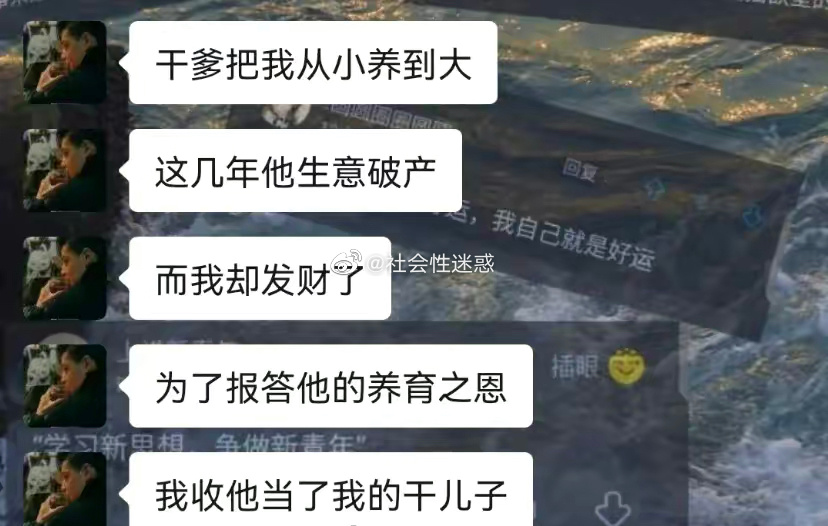 干爹把我从小养到大
这几年他生意破产
回复
运，我自己就是好运
而我却发财了
@社会性迷惑
为了报答他的养育之恩
插眼
“学习新思想，争做新青年”
我收他当了我的干儿子